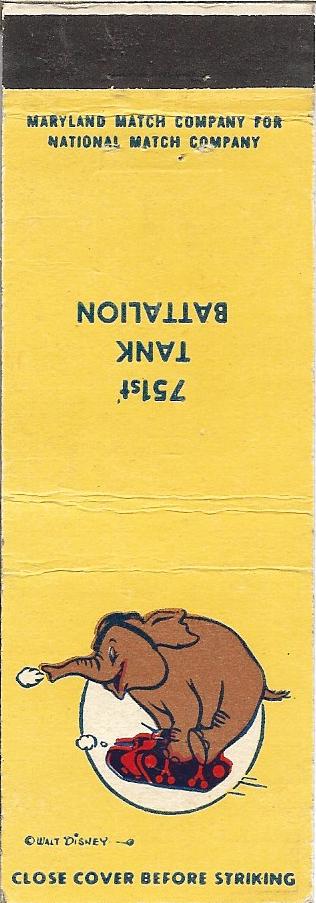 MARYLAND MATCH COMPANY FOR
NATIONAL MATCH COMPANY
751st
TANK
BATTALION
© WALT DISNEY
CLOSE COVER BEFORE STRIKING